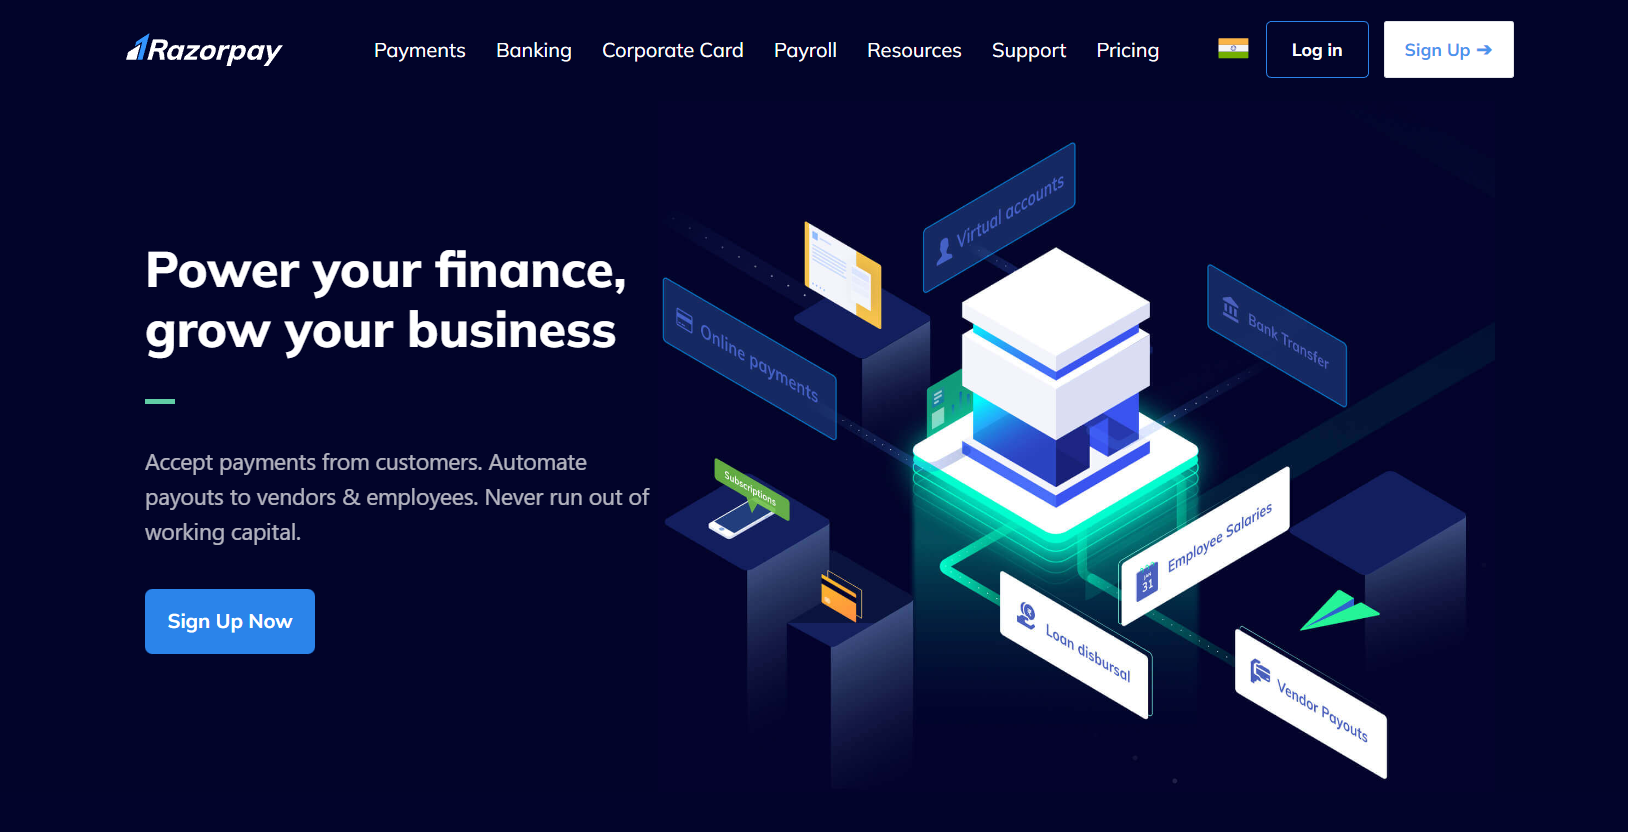 Razorpay
Payments
Banking
Corporate Card
Payroll
Resources
Support
Pricing
Log in
Sign Up ➔
Power your finance,
grow your business
Accept payments from customers. Automate
payouts to vendors & employees. Never run out of
working capital.
Sign Up Now
Virtual accounts
Online payments
Bank Transfer
Subscriptions
Employee Salaries
JAN
31
Loan disbursal
Vendor Payouts